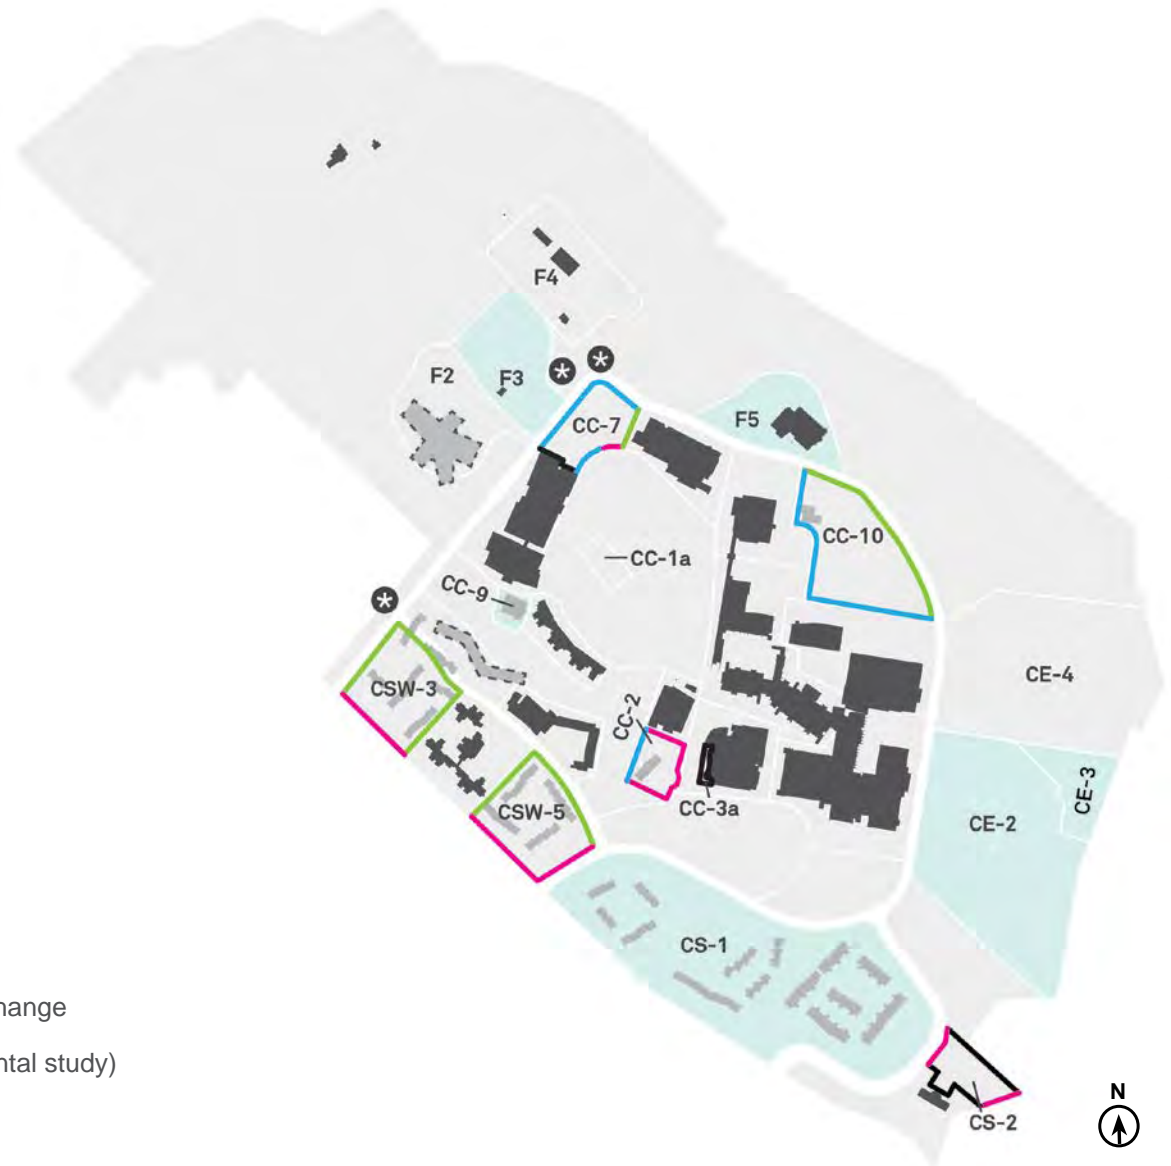 F4
F2
F3
CC-7
F5
CC-10
CC-1a
CC-9
CSW-3
CE-4
CC-2
CE-3
CC-3a
CSW-5
CE-2
CS-1
hange
ntal study)
N
CS-2